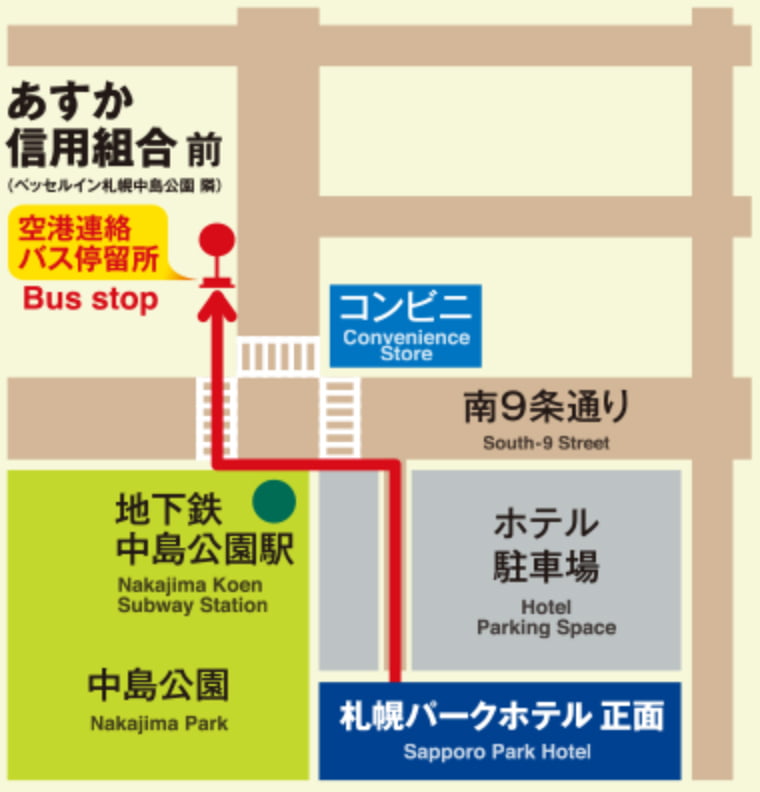 あすか
信用組合 前
(ベッセルイン札幌中島公園 隣)
空港連絡
バス停留所
Bus stop
コンビニ
Convenience
Store
南9条通り
South-9 Street
地下鉄
中島公園駅
Nakajima Koen
Subway Station
ホテル
駐車場
Hotel
Parking Space
中島公園
Nakajima Park
札幌パークホテル 正面
Sapporo Park Hotel